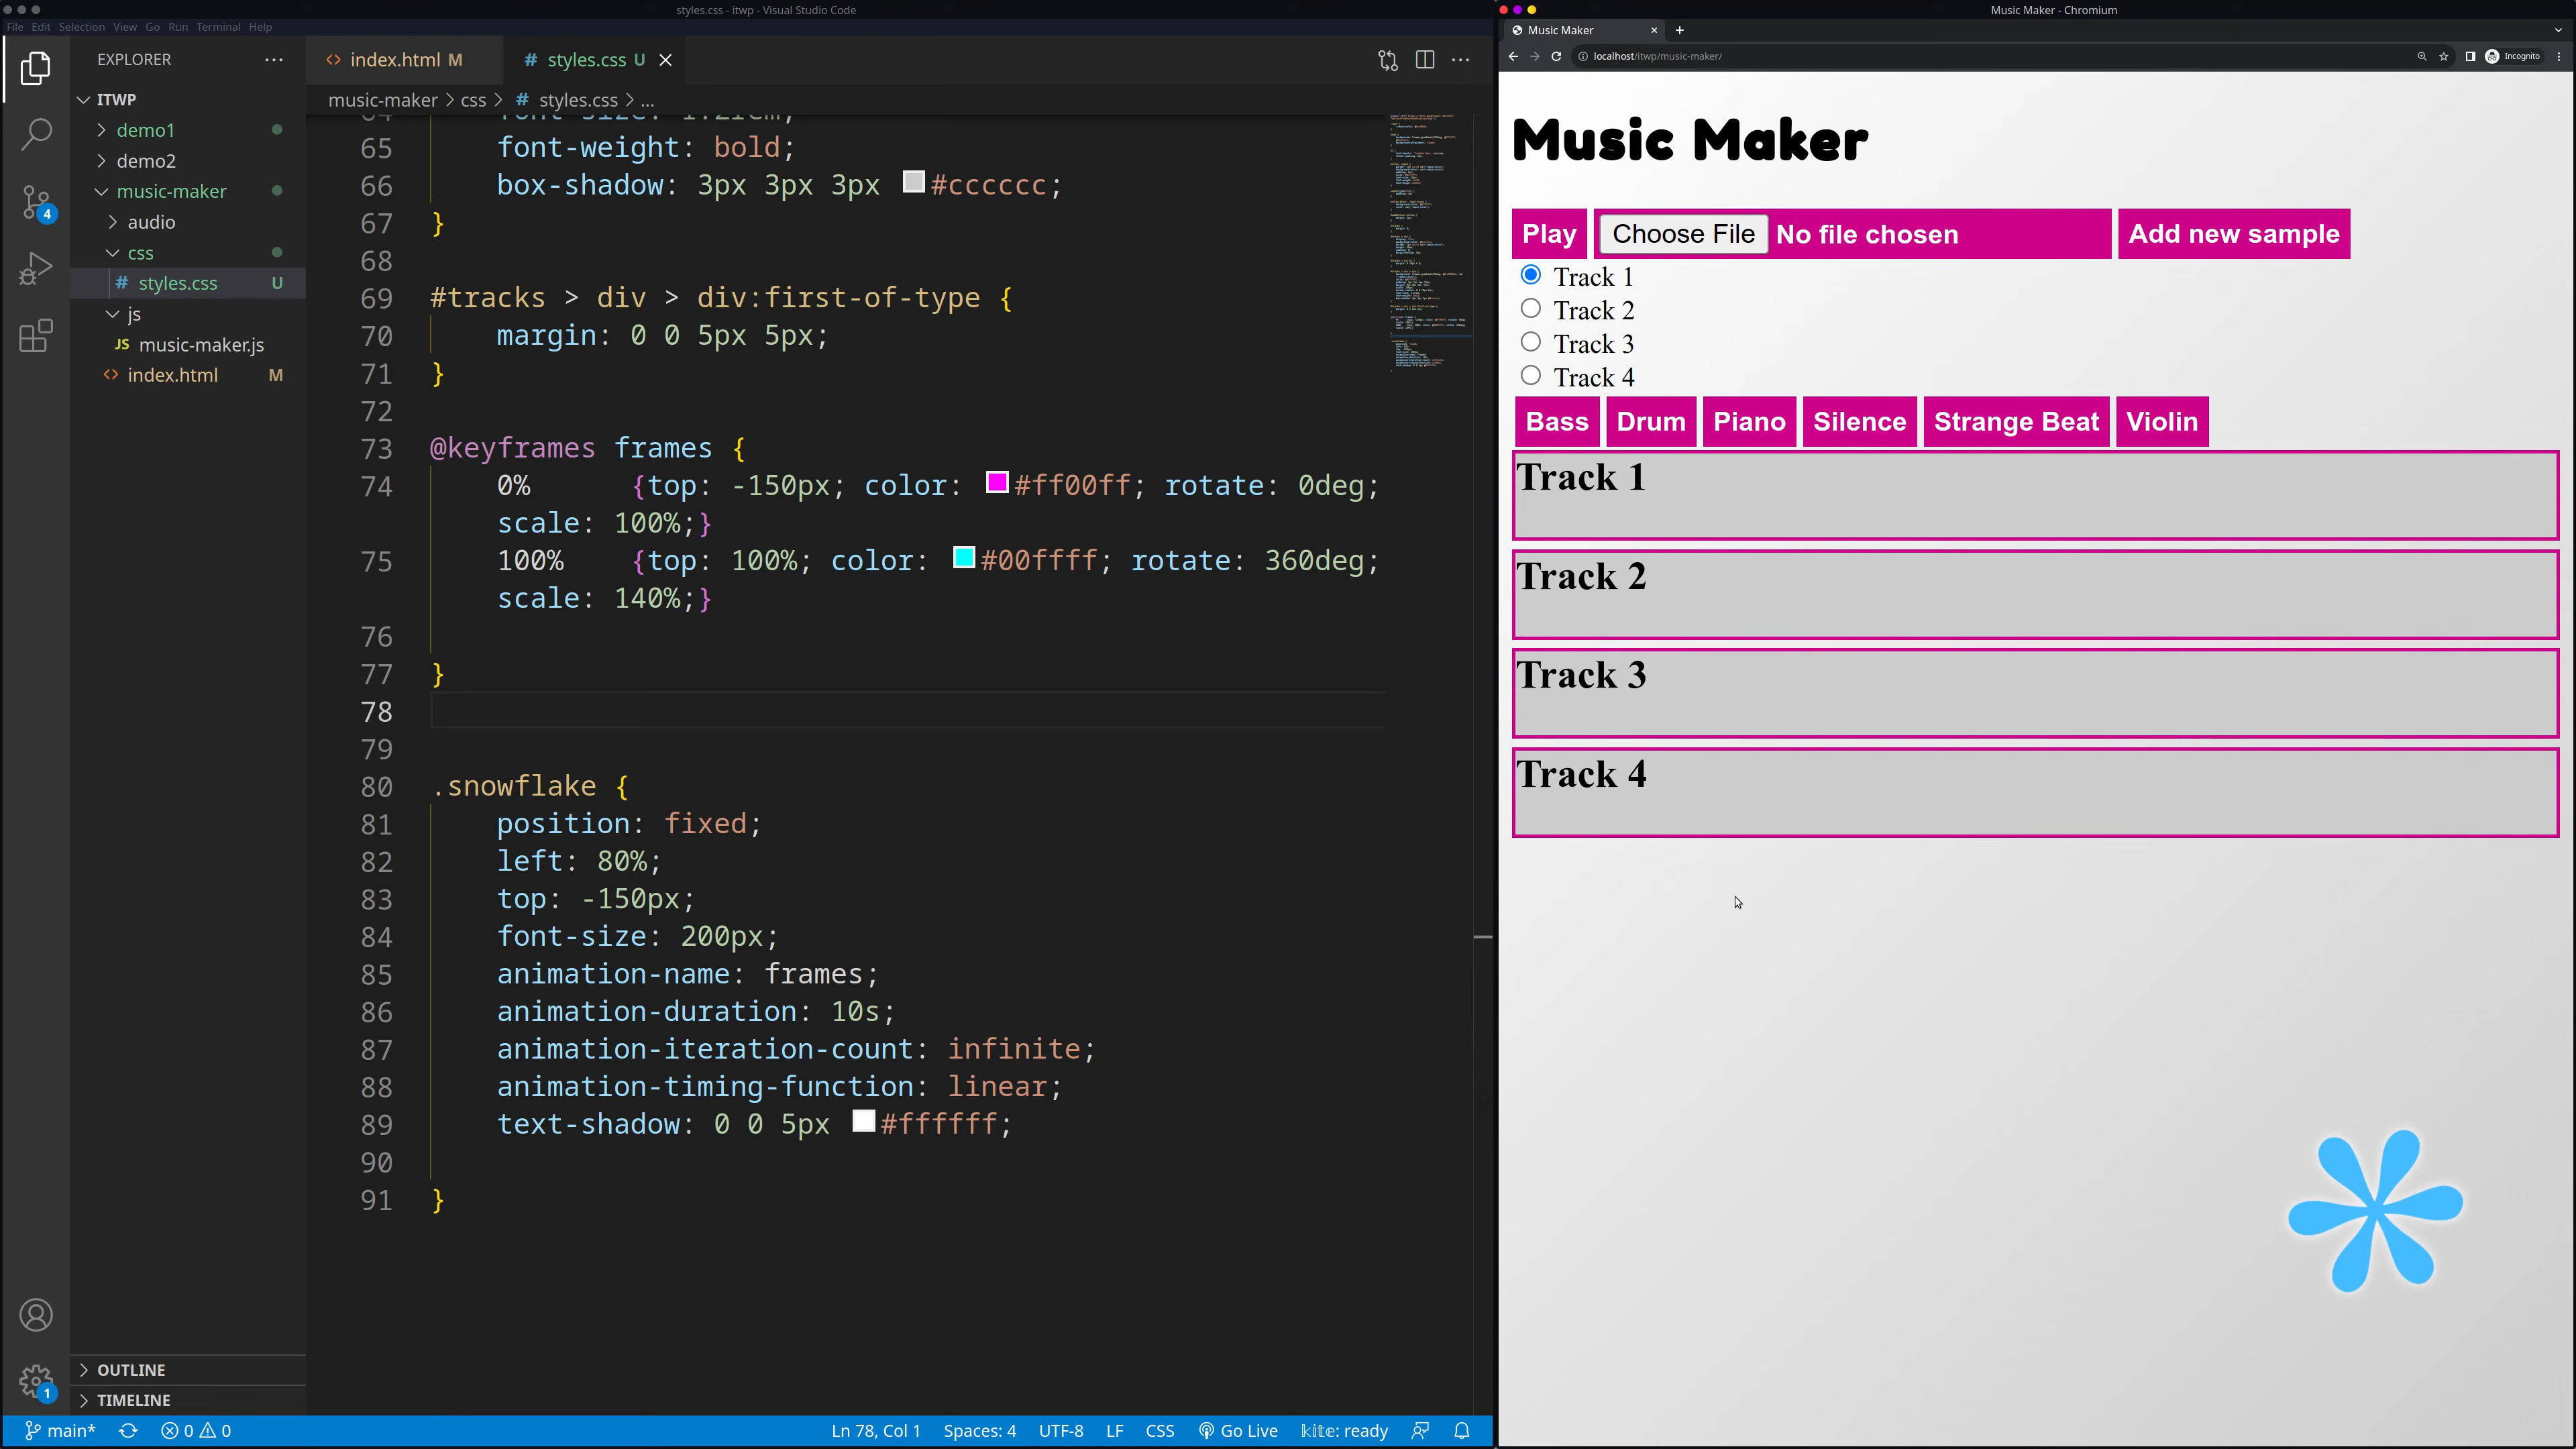 styles.css - itwp - Visual Studio Code
File Edit Selection View Go Run Terminal Help
EXPLORER
ITWP
demo1
demo2
music-maker
audio
css
# styles.css U
js
JS music-maker.js
<> index.html M
OUTLINE
TIMELINE
4
1
<> index.html M
# styles.css U
music-maker > css > # styles.css > ...
65 font-weight: bold;
66 box-shadow: 3px 3px 3px #cccccc;
67 }
68
69 #tracks > div > div:first-of-type {
70 margin: 0 0 5px 5px;
71 }
72
73 @keyframes frames {
74 0% {top: -150px; color: #ff00ff; rotate: 0deg;
scale: 100%;}
75 100% {top: 100%; color: #00ffff; rotate: 360deg;
scale: 140%;}
76
77 }
78
79
80 .snowflake {
81 position: fixed;
82 left: 80%;
83 top: -150px;
84 font-size: 200px;
85 animation-name: frames;
86 animation-duration: 10s;
87 animation-iteration-count: infinite;
88 animation-timing-function: linear;
89 text-shadow: 0 0 5px #ffffff;
90
91 }
main* 0 0 Ln 78, Col 1 Spaces: 4 UTF-8 LF CSS Go Live kite: ready
Music Maker - Chromium
Music Maker
localhost/itwp/music-maker/
Incognito
Music Maker
Play Choose File No file chosen Add new sample
Track 1
Track 2
Track 3
Track 4
Bass Drum Piano Silence Strange Beat Violin
Track 1
Track 2
Track 3
Track 4